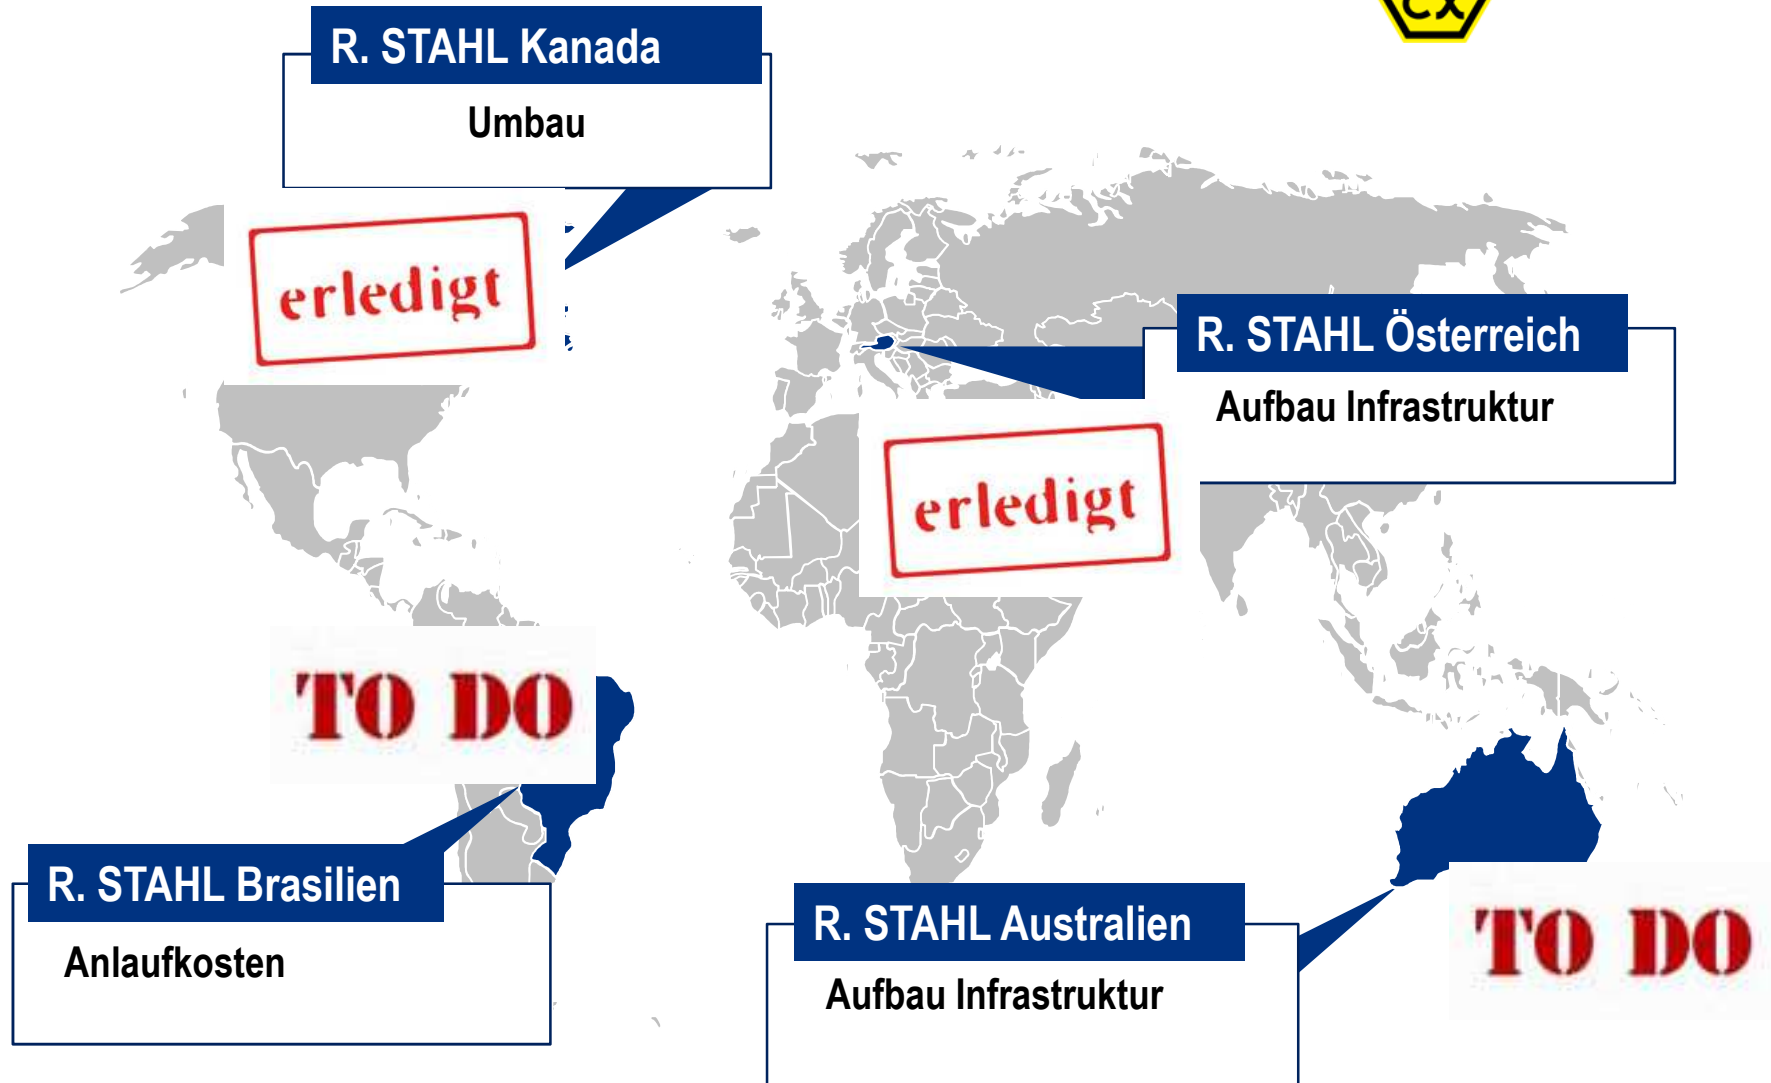 R. STAHL Kanada
Umbau
erledigt
R. STAHL Österreich
Aufbau Infrastruktur
erledigt
TO DO
R. STAHL Brasilien
Anlaufkosten
R. STAHL Australien
Aufbau Infrastruktur
TO DO